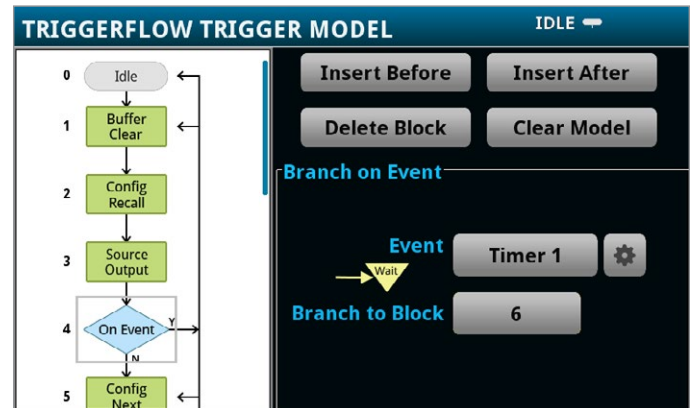 TRIGGERFLOW TRIGGER MODEL
IDLE
0 Idle
1 Buffer
Clear
2 Config
Recall
3 Source
Output
4 On Event Y
N
5 Config
Next
Insert Before Insert After
Delete Block Clear Model
Branch on Event
Event Timer 1
Wait
Branch to Block 6